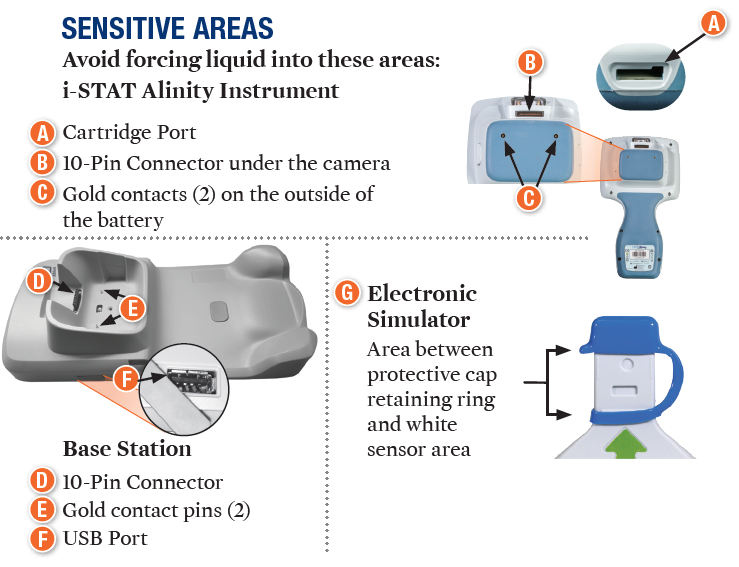 SENSITIVE AREAS
Avoid forcing liquid into these areas:
i-STAT Alinity Instrument
A Cartridge Port
B 10-Pin Connector under the camera
C Gold contacts (2) on the outside of
the battery
A
B
C
D
E
F
Base Station
D 10-Pin Connector
E Gold contact pins (2)
F USB Port
G Electronic
Simulator
Area between
protective cap
retaining ring
and white
sensor area